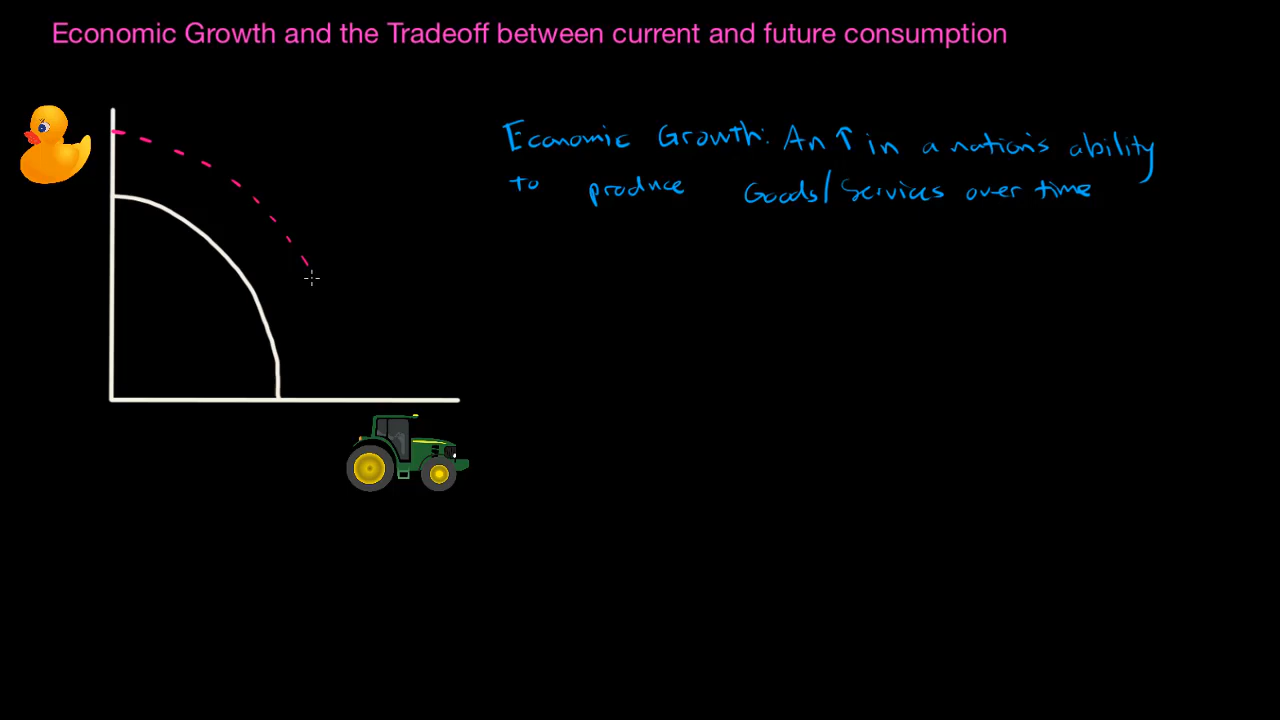 Economic Growth and the Tradeoff between current and future consumption
Economic Growth: An ↑ in a nation's ability
to produce Goods/Services over time